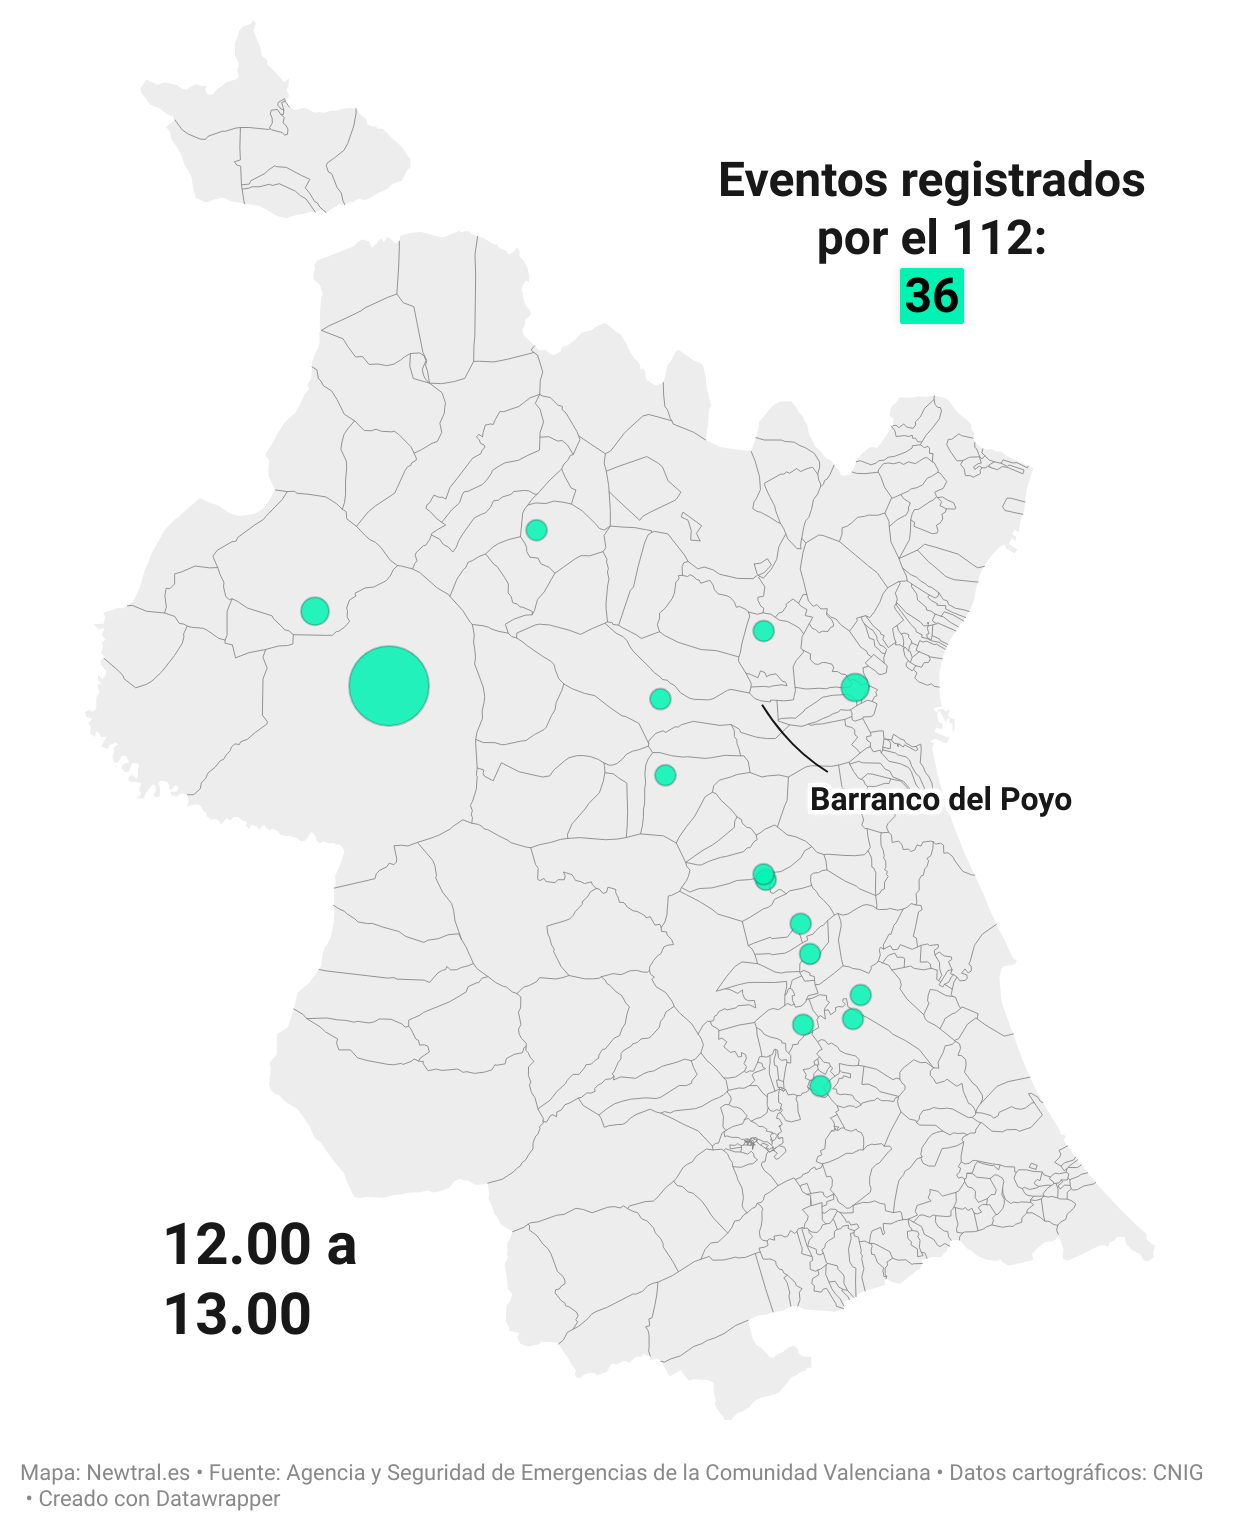 Eventos registrados
por el 112:
36
Barranco del Poyo
12.00 a
13.00
Mapa: Newtral.es • Fuente: Agencia y Seguridad de Emergencias de la Comunidad Valenciana • Datos cartográficos: CNIG
• Creado con Datawrapper